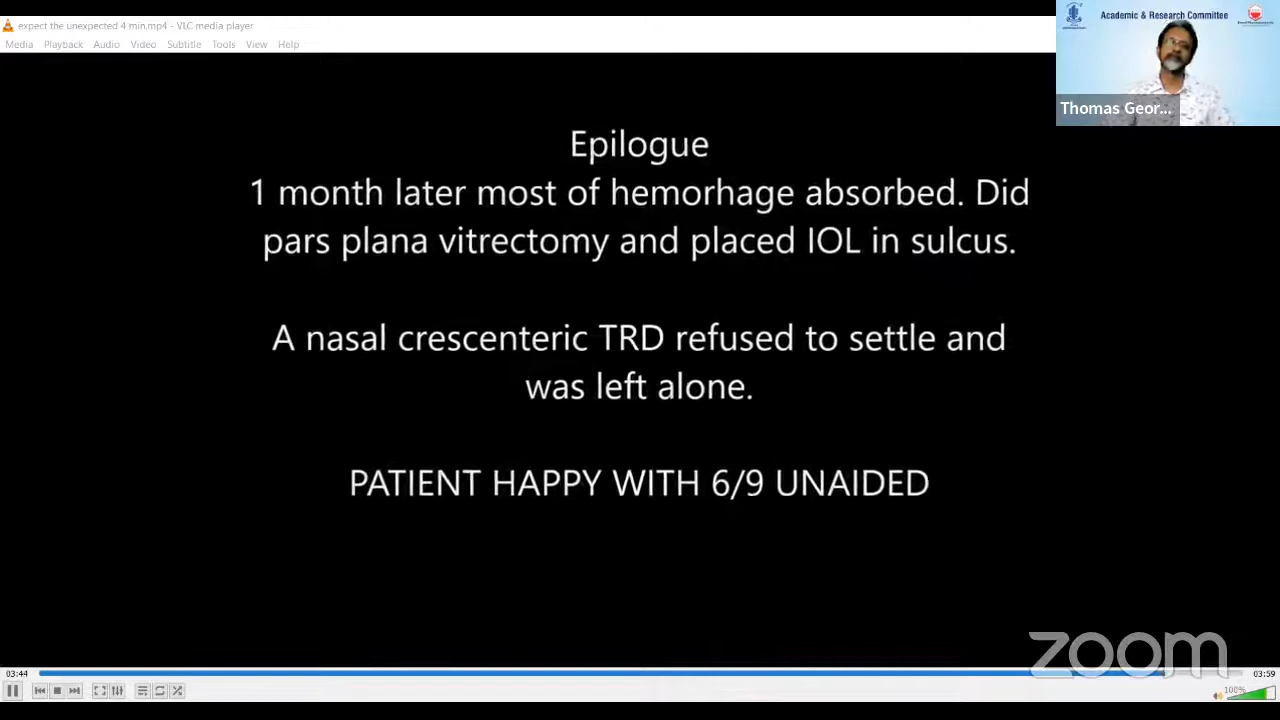 expect the unexpected 4 min.mp4 - VLC media player
Media Playback Audio Video Subtitle Tools View Help
Academic & Research Committee
Thomas Geor...
Epilogue
1 month later most of hemorhage absorbed. Did
pars plana vitrectomy and placed IOL in sulcus.
A nasal crescenteric TRD refused to settle and
was left alone.
PATIENT HAPPY WITH 6/9 UNAIDED
zoom
03:44
03:59
100%